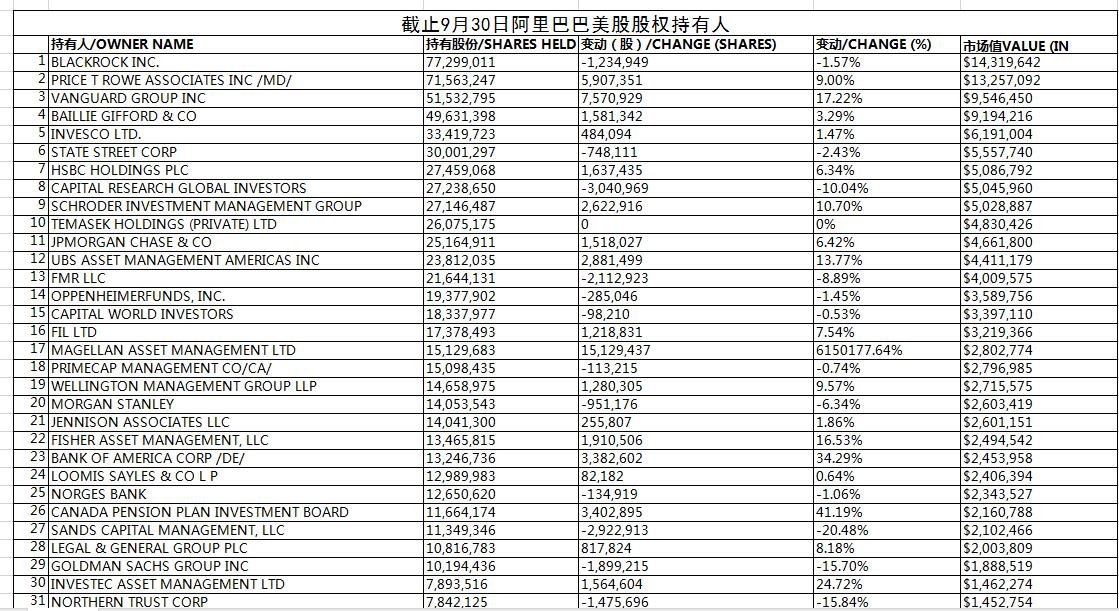 截止9月30日阿里巴巴美股股权持有人
持有人/OWNER NAME 持有股份/SHARES HELD 变动（股）/CHANGE (SHARES) 变动/CHANGE (%) 市场值VALUE (IN
1 BLACKROCK INC. 77,299,011 -1,234,949 -1.57% $14,319,642
2 PRICE T ROWE ASSOCIATES INC /MD/ 71,563,247 5,907,351 9.00% $13,257,092
3 VANGUARD GROUP INC 51,532,795 7,570,929 17.22% $9,546,450
4 BAILLIE GIFFORD & CO 49,631,398 1,581,342 3.29% $9,194,216
5 INVESCO LTD. 33,419,723 484,094 1.47% $6,191,004
6 STATE STREET CORP 30,001,297 -748,111 -2.43% $5,557,740
7 HSBC HOLDINGS PLC 27,459,068 1,637,435 6.34% $5,086,792
8 CAPITAL RESEARCH GLOBAL INVESTORS 27,238,650 -3,040,969 -10.04% $5,045,960
9 SCHRODER INVESTMENT MANAGEMENT GROUP 27,146,487 2,622,916 10.70% $5,028,887
10 TEMASEK HOLDINGS (PRIVATE) LTD 26,075,175 0 0% $4,830,426
11 JPMORGAN CHASE & CO 25,164,911 1,518,027 6.42% $4,661,800
12 UBS ASSET MANAGEMENT AMERICAS INC 23,812,035 2,881,499 13.77% $4,411,179
13 FMR LLC 21,644,131 -2,112,923 -8.89% $4,009,575
14 OPPENHEIMERFUNDS, INC. 19,377,902 -285,046 -1.45% $3,589,756
15 CAPITAL WORLD INVESTORS 18,337,977 -98,210 -0.53% $3,397,110
16 FIL LTD 17,378,493 1,218,831 7.54% $3,219,366
17 MAGELLAN ASSET MANAGEMENT LTD 15,129,683 15,129,437 6150177.64% $2,802,774
18 PRIMECAP MANAGEMENT CO/CA/ 15,098,435 -113,215 -0.74% $2,796,985
19 WELLINGTON MANAGEMENT GROUP LLP 14,658,975 1,280,305 9.57% $2,715,575
20 MORGAN STANLEY 14,053,543 -951,176 -6.34% $2,603,419
21 JENNISON ASSOCIATES LLC 14,041,300 255,807 1.86% $2,601,151
22 FISHER ASSET MANAGEMENT, LLC 13,465,815 1,910,506 16.53% $2,494,542
23 BANK OF AMERICA CORP /DE/ 13,246,736 3,382,602 34.29% $2,453,958
24 LOOMIS SAYLES & CO L P 12,989,983 82,182 0.64% $2,406,394
25 NORGES BANK 12,650,620 -134,919 -1.06% $2,343,527
26 CANADA PENSION PLAN INVESTMENT BOARD 11,664,174 3,402,895 41.19% $2,160,788
27 SANDS CAPITAL MANAGEMENT, LLC 11,349,346 -2,922,913 -20.48% $2,102,466
28 LEGAL & GENERAL GROUP PLC 10,816,783 817,824 8.18% $2,003,809
29 GOLDMAN SACHS GROUP INC 10,194,436 -1,899,215 -15.70% $1,888,519
30 INVESTEC ASSET MANAGEMENT LTD 7,893,516 1,564,604 24.72% $1,462,274
31 NORTHERN TRUST CORP 7,842,125 -1,475,696 -15.84% $1,452,754